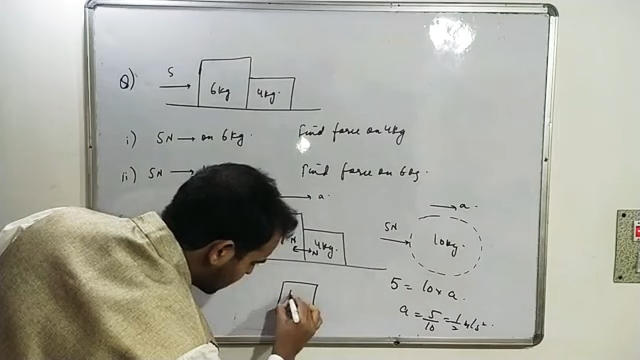 Q)
5
6kg
4kg
i) 5N → on 6kg. Find force on 4kg
ii) 5N → Find force on 6kg.
→ a.
N
N
4kg.
→ a.
5N
10kg.
5 = 10 x a.
a = 5/10 = 1/2 m/s².